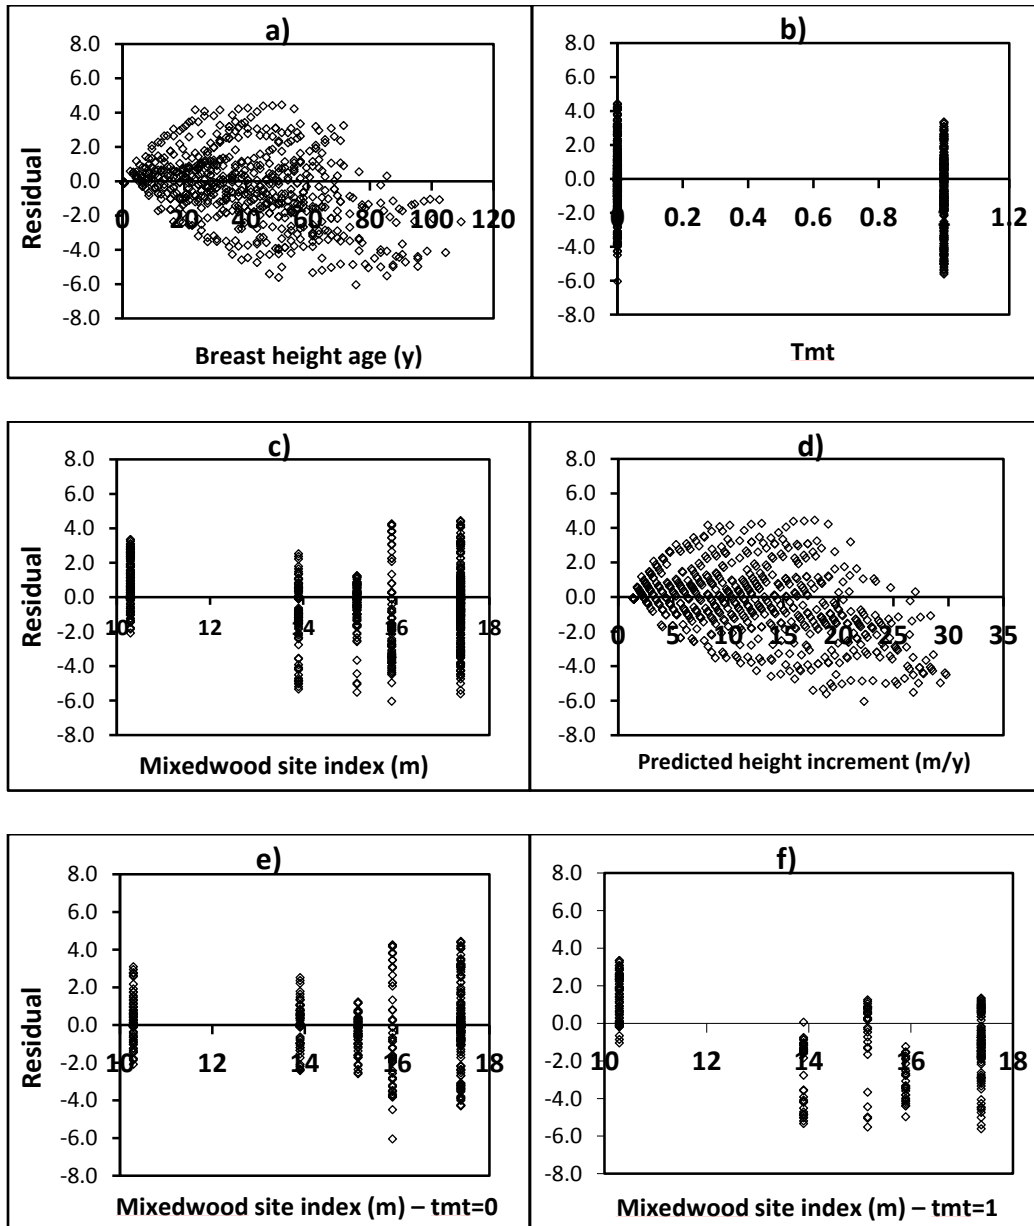 a)
8.0
6.0
4.0
2.0
0.0
-2.0
-4.0
-6.0
-8.0
0 20 40 60 80 100 120
Residual
Breast height age (y)
b)
8.0
6.0
4.0
2.0
0.0
-2.0
-4.0
-6.0
-8.0
0 0.2 0.4 0.6 0.8 1 1.2
Tmt
c)
8.0
6.0
4.0
2.0
0.0
-2.0
-4.0
-6.0
-8.0
10 12 14 16 18
Residual
Mixedwood site index (m)
d)
8.0
6.0
4.0
2.0
0.0
-2.0
-4.0
-6.0
-8.0
0 5 10 15 20 25 30 35
Predicted height increment (m/y)
e)
8.0
6.0
4.0
2.0
0.0
-2.0
-4.0
-6.0
-8.0
10 12 14 16 18
Residual
Mixedwood site index (m) – tmt=0
f)
8.0
6.0
4.0
2.0
0.0
-2.0
-4.0
-6.0
-8.0
10 12 14 16 18
Mixedwood site index (m) – tmt=1